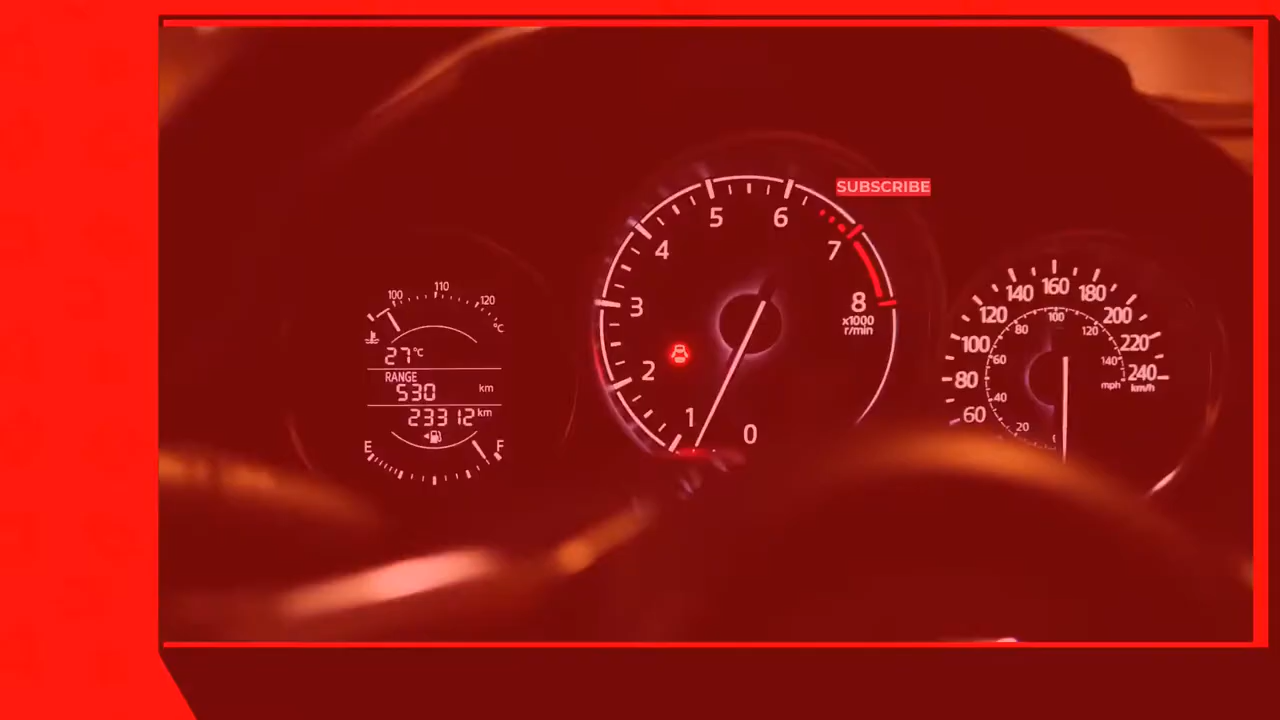 SUBSCRIBE
5 6
4 7
3 8
x1000
r/min
2
1 0
100 110 120
°C
27°C
RANGE
530 km
23312 km
E F
140 160 180
120 200
100 220
80 240
km/h
60
100
80 120
60 140
mph
40
20